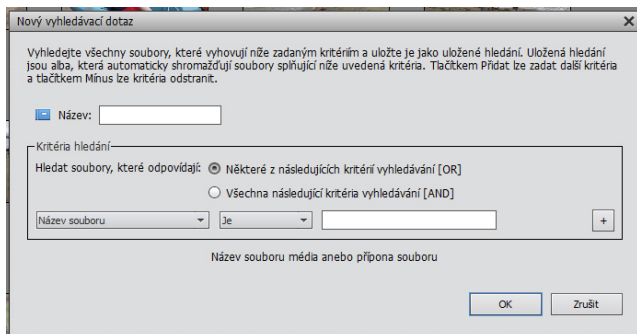 Nový vyhledávací dotaz
Vyhledejte všechny soubory, které vyhovují níže zadaným kritériím a uložte je jako uložené hledání. Uložená hledání
jsou alba, která automaticky shromažďují soubory splňující níže uvedená kritéria. Tlačítkem Přidat lze zadat další kritéria
a tlačítkem Mínus lze kritéria odstranit.
Název:
Kritéria hledání
Hledat soubory, které odpovídají: Některé z následujících kritérií vyhledávání [OR]
Všechna následující kritéria vyhledávání [AND]
Název souboru Je +
Název souboru média anebo přípona souboru
OK Zrušit